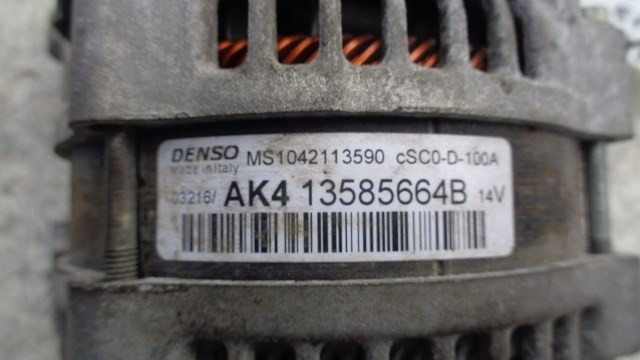 DENSO MS1042113590 cSC0-D-100A
Made in Italy
03216/ AK4 13585664B 14V